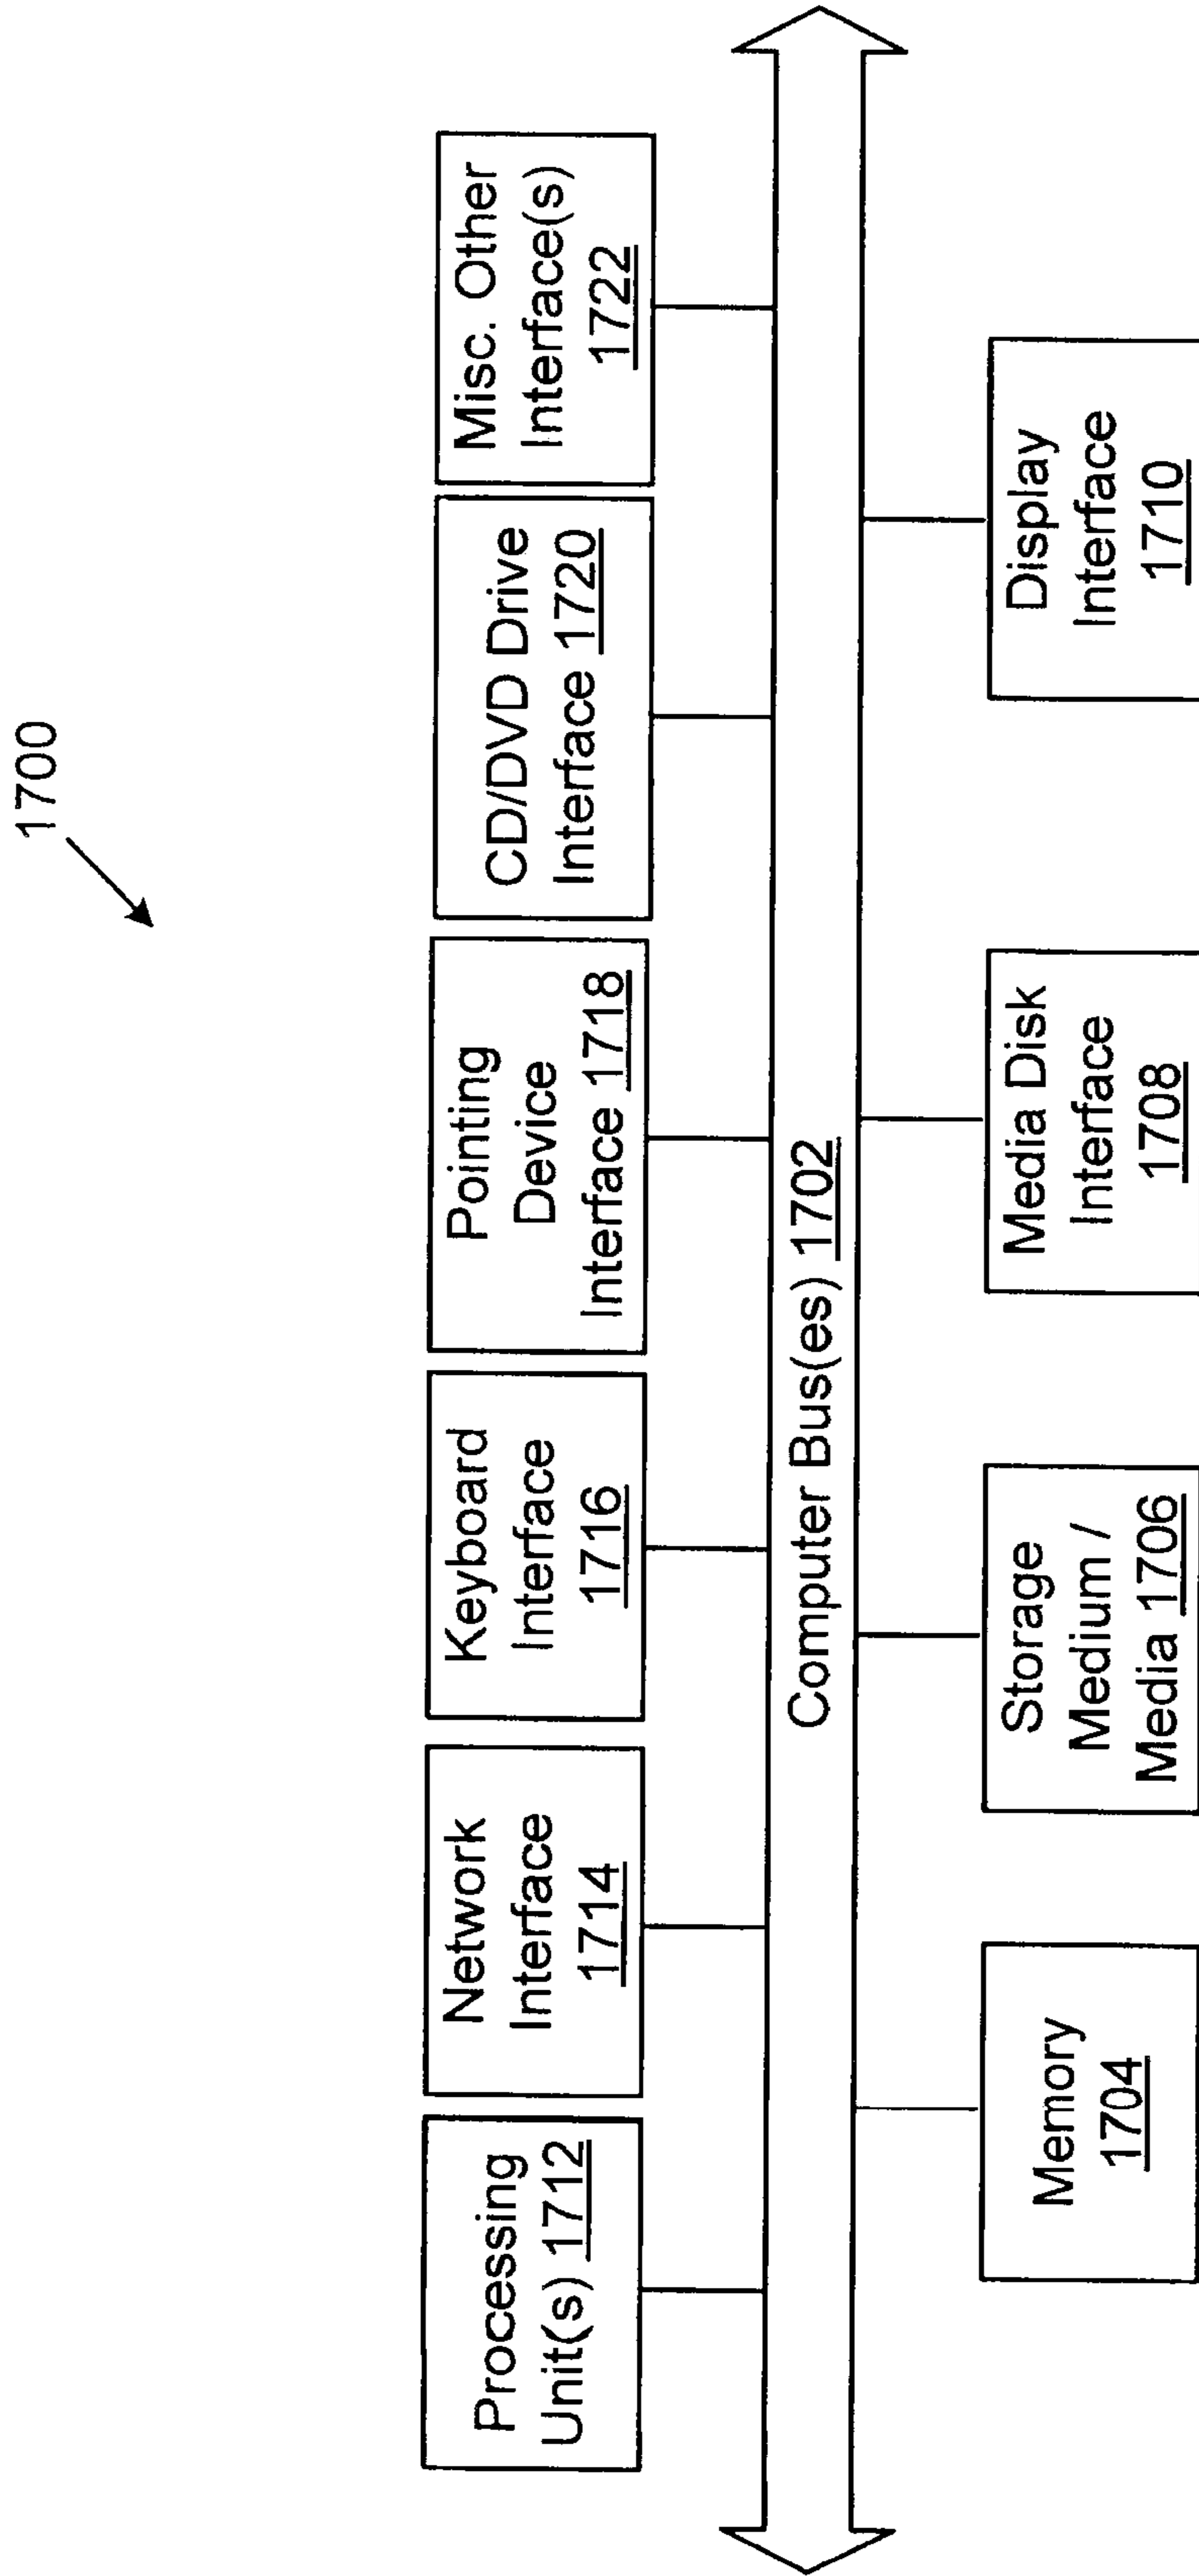 1700
Processing
Unit(s) 1712
Network
Interface
1714
Keyboard
Interface
1716
Pointing
Device
Interface 1718
CD/DVD Drive
Interface 1720
Misc. Other
Interface(s)
1722
Computer Bus(es) 1702
Memory
1704
Storage
Medium /
Media 1706
Media Disk
Interface
1708
Display
Interface
1710